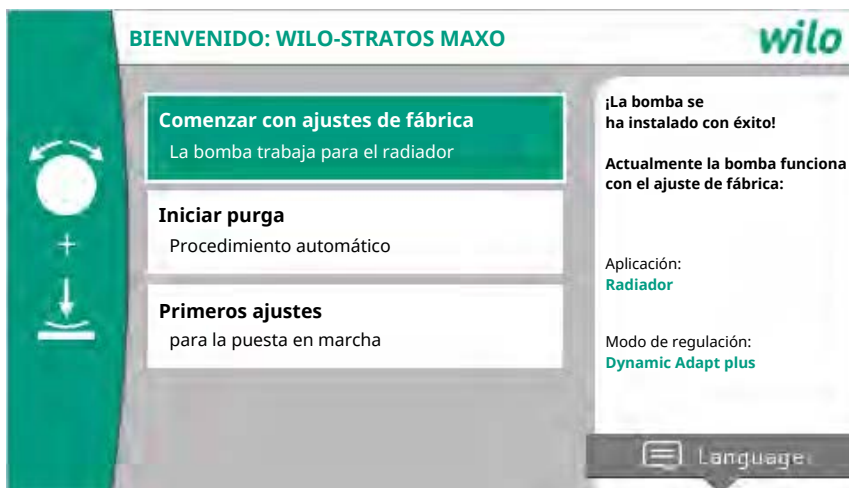 BIENVENIDO: WILO-STRATOS MAXO
wilo
Comenzar con ajustes de fábrica
La bomba trabaja para el radiador
Iniciar purga
Procedimiento automático
Primeros ajustes
para la puesta en marcha
¡La bomba se
ha instalado con éxito!
Actualmente la bomba funciona
con el ajuste de fábrica:
Aplicación:
Radiador
Modo de regulación:
Dynamic Adapt plus
Language